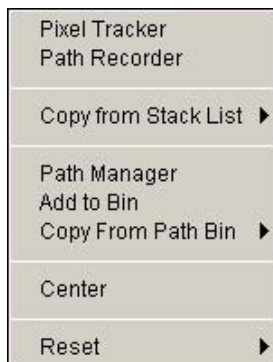 Pixel Tracker
Path Recorder
Copy from Stack List
Path Manager
Add to Bin
Copy From Path Bin
Center
Reset